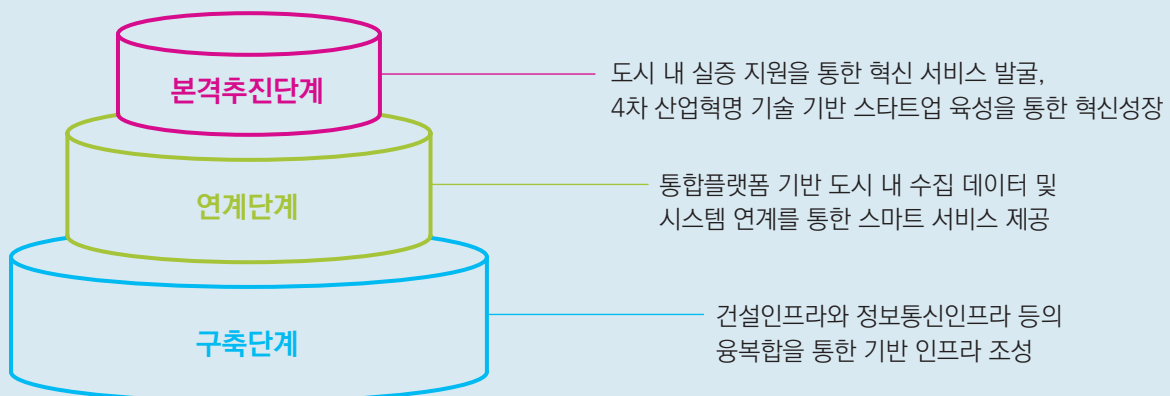 본격추진단계
도시 내 실증 지원을 통한 혁신 서비스 발굴,
4차 산업혁명 기술 기반 스타트업 육성을 통한 혁신성장
연계단계
통합플랫폼 기반 도시 내 수집 데이터 및
시스템 연계를 통한 스마트 서비스 제공
구축단계
건설인프라와 정보통신인프라 등의
융복합을 통한 기반 인프라 조성